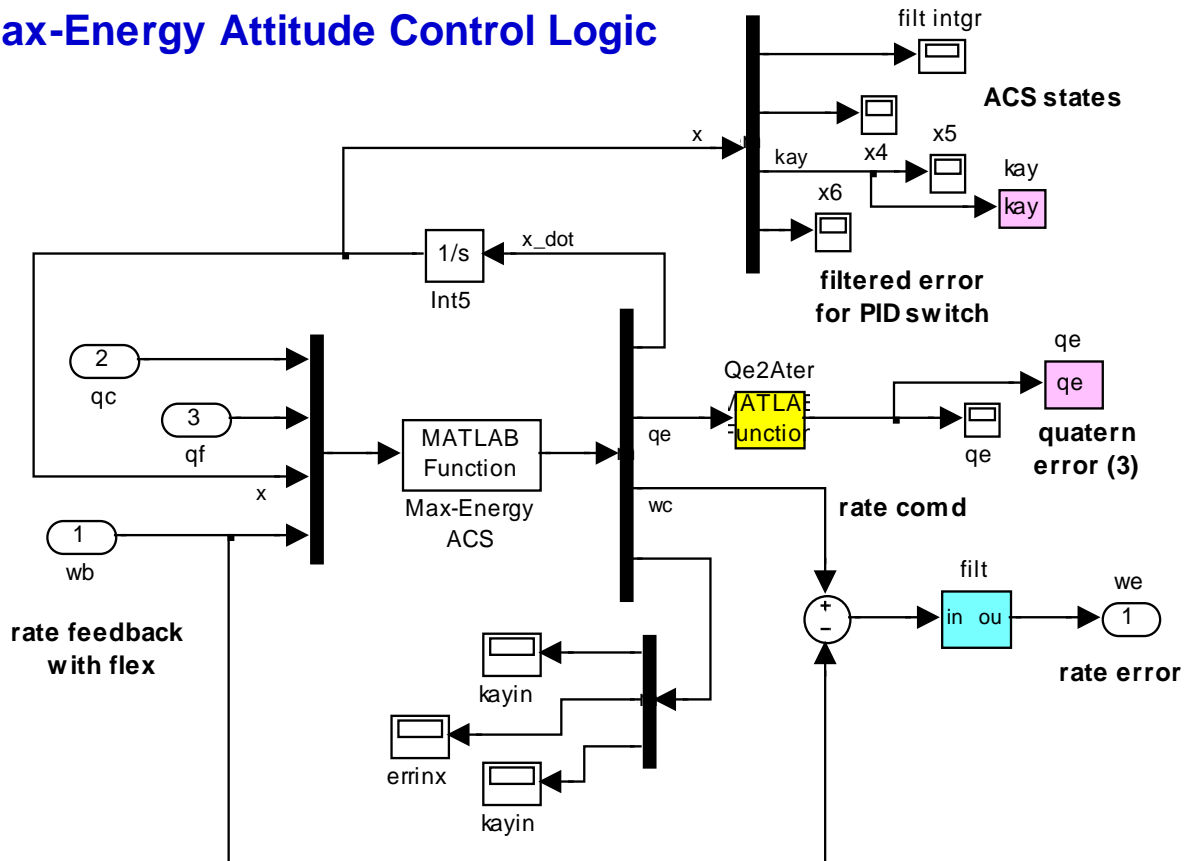 ax-Energy Attitude Control Logic
filt intgr
ACS states
x
kay
x4
x5
kay
kay
x6
filtered error
for PID switch
1/s
x_dot
Int5
2
qc
3
qf
x
1
wb
rate feedback
with flex
MATLAB
Function
Max-Energy
ACS
Qe2Ater
ATLA
unction
qe
qe
qe
qe
quatern
error (3)
wc
rate comd
+
−
filt
in ou
we
1
rate error
kayin
errinx
kayin